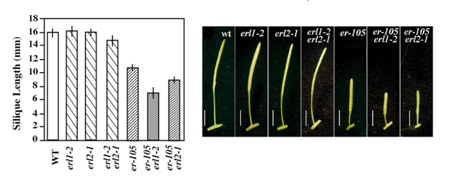 Silique Length (mm)
18
16
14
12
10
8
6
4
2
0
WT
erl1-2
erl2-1
erl1-2
erl2-1
er-105
er-105
erl1-2
er-105
erl2-1
wt
erl1-2
erl2-1
erl1-2
erl2-1
er-105
er-105
erl1-2
er-105
erl2-1